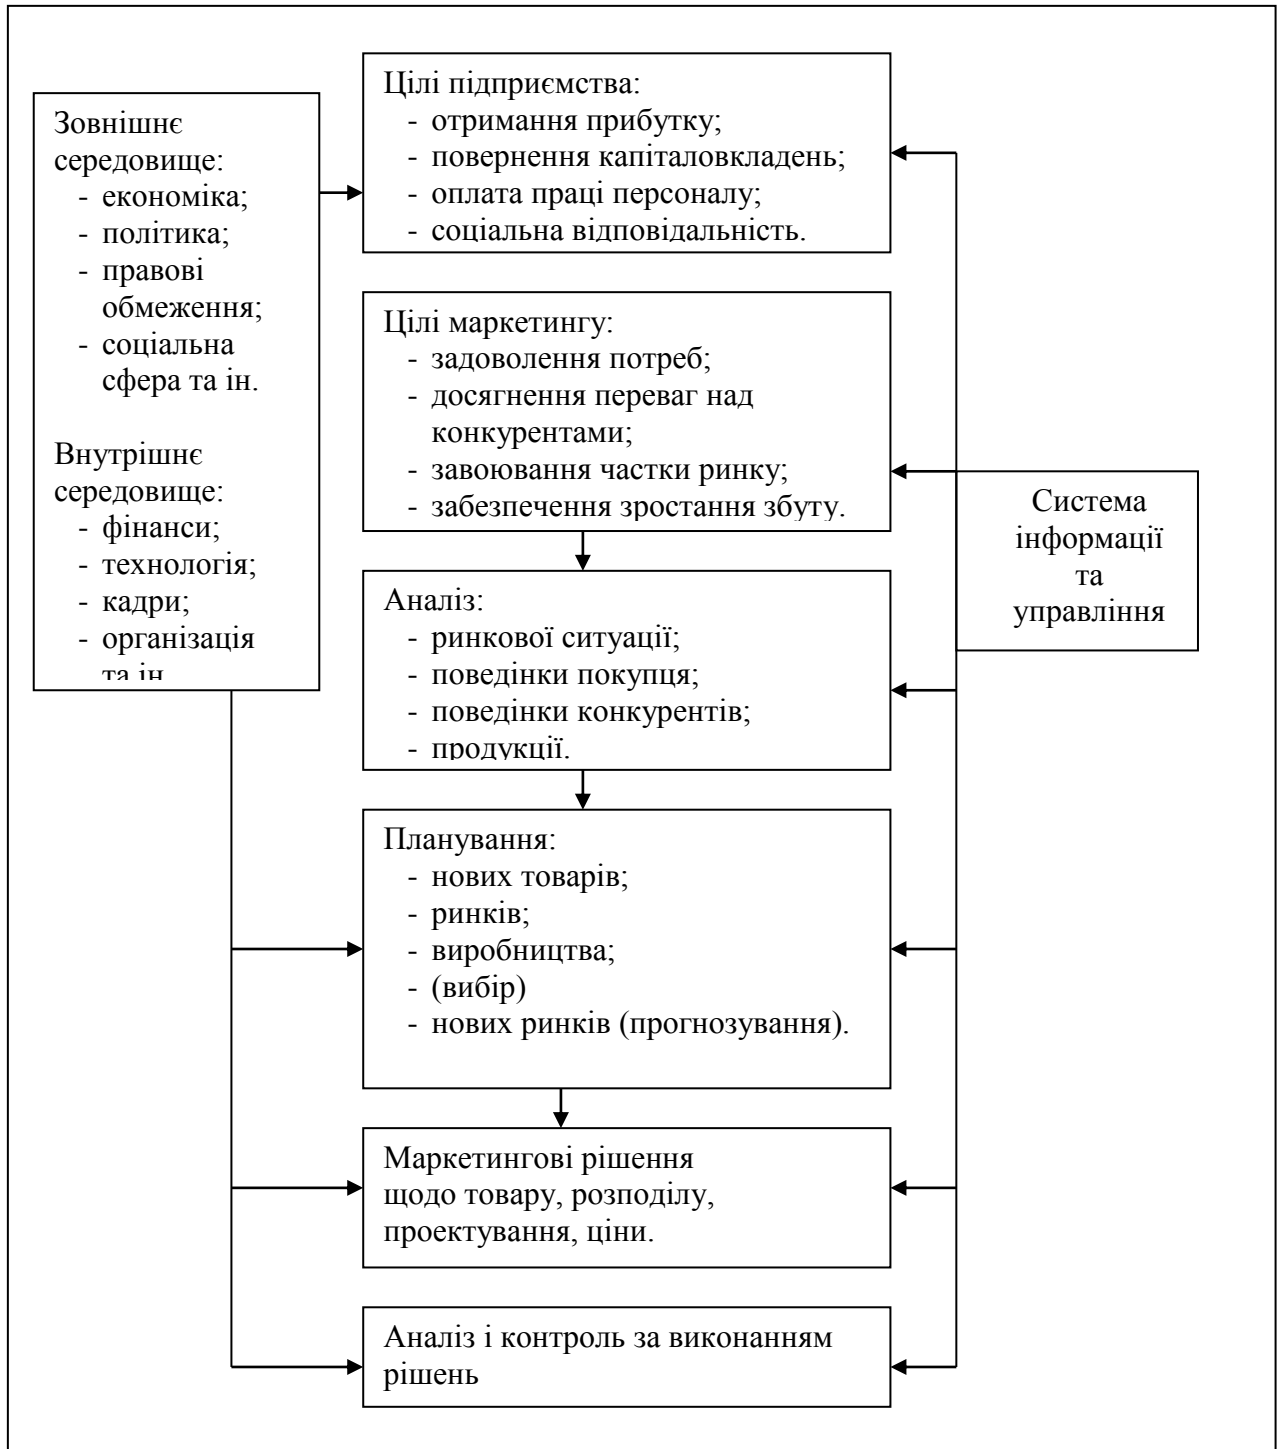 Зовнішнє
середовище:
- економіка;
- політика;
- правові
обмеження;
- соціальна
сфера та ін.
Внутрішнє
середовище:
- фінанси;
- технологія;
- кадри;
- організація
та ін
Цілі підприємства:
- отримання прибутку;
- повернення капіталовкладень;
- оплата праці персоналу;
- соціальна відповідальність.
Цілі маркетингу:
- задоволення потреб;
- досягнення переваг над
конкурентами;
- завоювання частки ринку;
- забезпечення зростання збуту.
Аналіз:
- ринкової ситуації;
- поведінки покупця;
- поведінки конкурентів;
- продукції.
Планування:
- нових товарів;
- ринків;
- виробництва;
- (вибір)
- нових ринків (прогнозування).
Маркетингові рішення
щодо товару, розподілу,
проектування, ціни.
Аналіз і контроль за виконанням
рішень
Система
інформації
та
управління